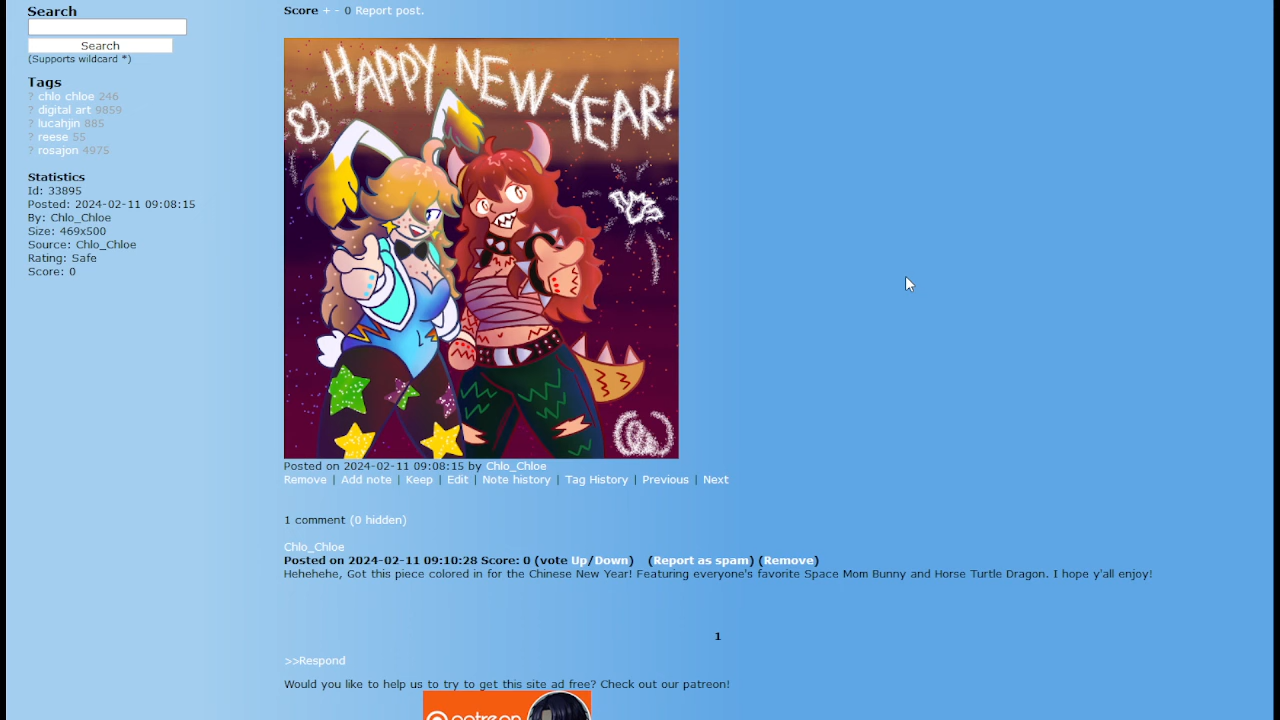 Search
Search
(Supports wildcard *)
Tags
? chlo chloe 246
? digital art 9859
? lucahjin 885
? reese 55
? rosajon 4975
Statistics
Id: 33895
Posted: 2024-02-11 09:08:15
By: Chlo_Chloe
Size: 469x500
Source: Chlo_Chloe
Rating: Safe
Score: 0
Score + - 0 Report post.
HAPPY NEW YEAR!
Posted on 2024-02-11 09:08:15 by Chlo_Chloe
Remove | Add note | Keep | Edit | Note history | Tag History | Previous | Next
1 comment (0 hidden)
Chlo_Chloe
Posted on 2024-02-11 09:10:28 Score: 0 (vote Up/Down) (Report as spam) (Remove)
Hehehehe, Got this piece colored in for the Chinese New Year! Featuring everyone's favorite Space Mom Bunny and Horse Turtle Dragon. I hope y'all enjoy!
1
>>Respond
Would you like to help us to try to get this site ad free? Check out our patreon!
patreon